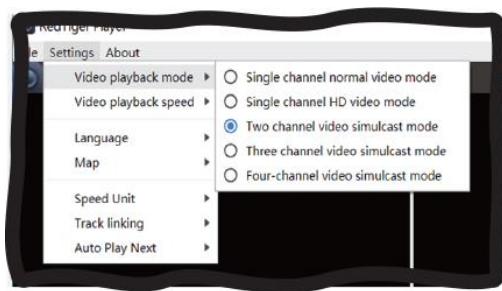 RedTiger Player
Settings About
Video playback mode
Single channel normal video mode
Single channel HD video mode
Two channel video simulcast mode
Three channel video simulcast mode
Four-channel video simulcast mode
Video playback speed
Language
Map
Speed Unit
Track linking
Auto Play Next